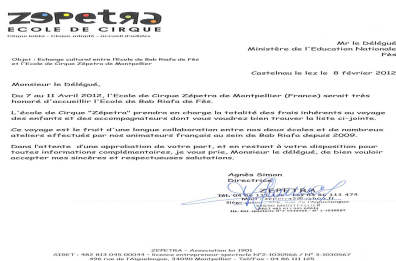 zepetra
ECOLE DE CIRQUE
Mr le Délégué
Ministère de l'Education Nationale
Fès
Objet : Echange culturel entre l'Ecole de Bab Riafa de Fès
et l'Ecole de Cirque Zépetra de Montpellier
Castelnau le lez le 8 février 2012
Monsieur le Délégué,
Du 7 au 11 Avril 2012, l'Ecole de Cirque Zépetra de Montpellier (France) serait très
honoré d'accueillir l'Ecole de Bab Riafa de Fès.
L'école de Cirque "Zépetra" prendra en charge la totalité des frais inhérents au voyage
des enfants et des accompagnateurs dont vous voudrez bien trouver la liste ci-jointe.
Ce voyage est le fruit d'une longue collaboration entre nos deux écoles et de nombreux
ateliers effectués par nos animateurs français au sein de Bab Riafa depuis 2009.
Dans l'attente d'une approbation de votre part, et en restant à votre disposition pour
toutes informations complémentaires, je vous prie, Monsieur le délégué, de bien vouloir
accepter mes sincères et respectueuses salutations.
Agnès Simon
Directrice
ZEPETRA
ZEPETRA - Association loi 1901
496 rue de l'Aiguelongue, 34090 Montpellier - Tel/Fax :